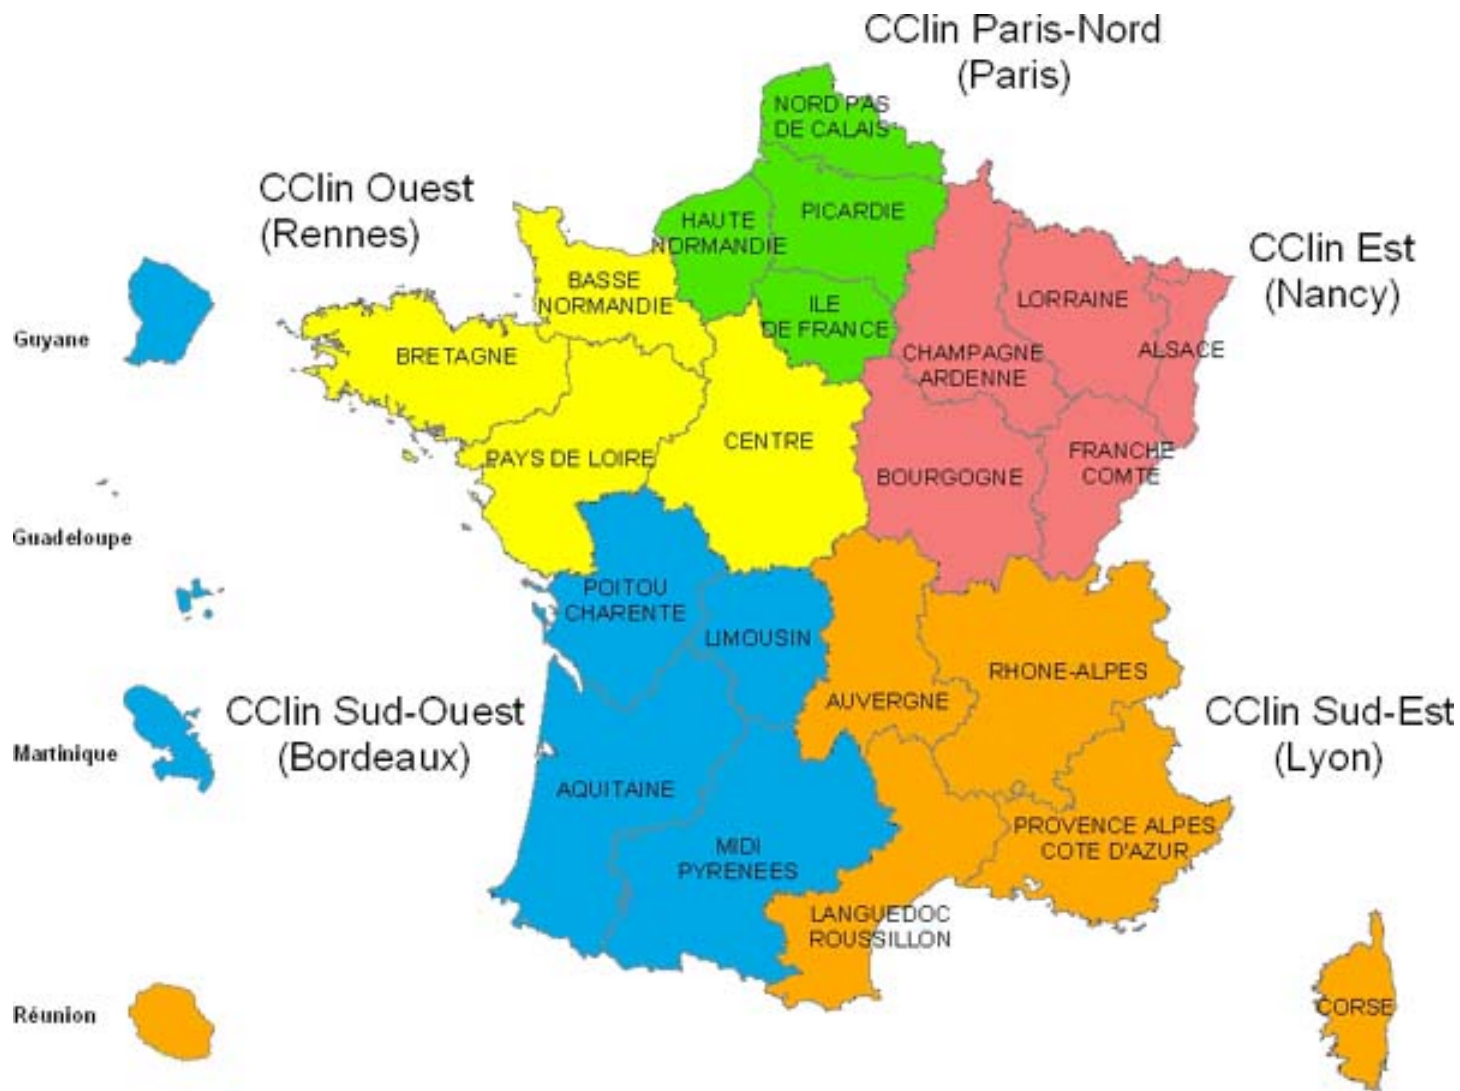 CClin Paris-Nord
(Paris)
NORD PAS
DE CALAIS
CClin Ouest
(Rennes)
HAUTE
NORMANDIE
PICARDIE
CClin Est
(Nancy)
BASSE
NORMANDIE
ILE
DE FRANCE
LORRAINE
Guyane
BRETAGNE
CHAMPAGNE
ARDENNE
ALSACE
PAYS DE LOIRE
CENTRE
BOURGOGNE
FRANCHE
COMTE
Guadeloupe
POITOU
CHARENTE
LIMOUSIN
RHONE-ALPES
AUVERGNE
CClin Sud-Ouest
(Bordeaux)
CClin Sud-Est
(Lyon)
Martinique
AQUITAINE
MIDI
PYRENEES
PROVENCE ALPES
COTE D'AZUR
LANGUEDOC
ROUSSILLON
Réunion
CORSE